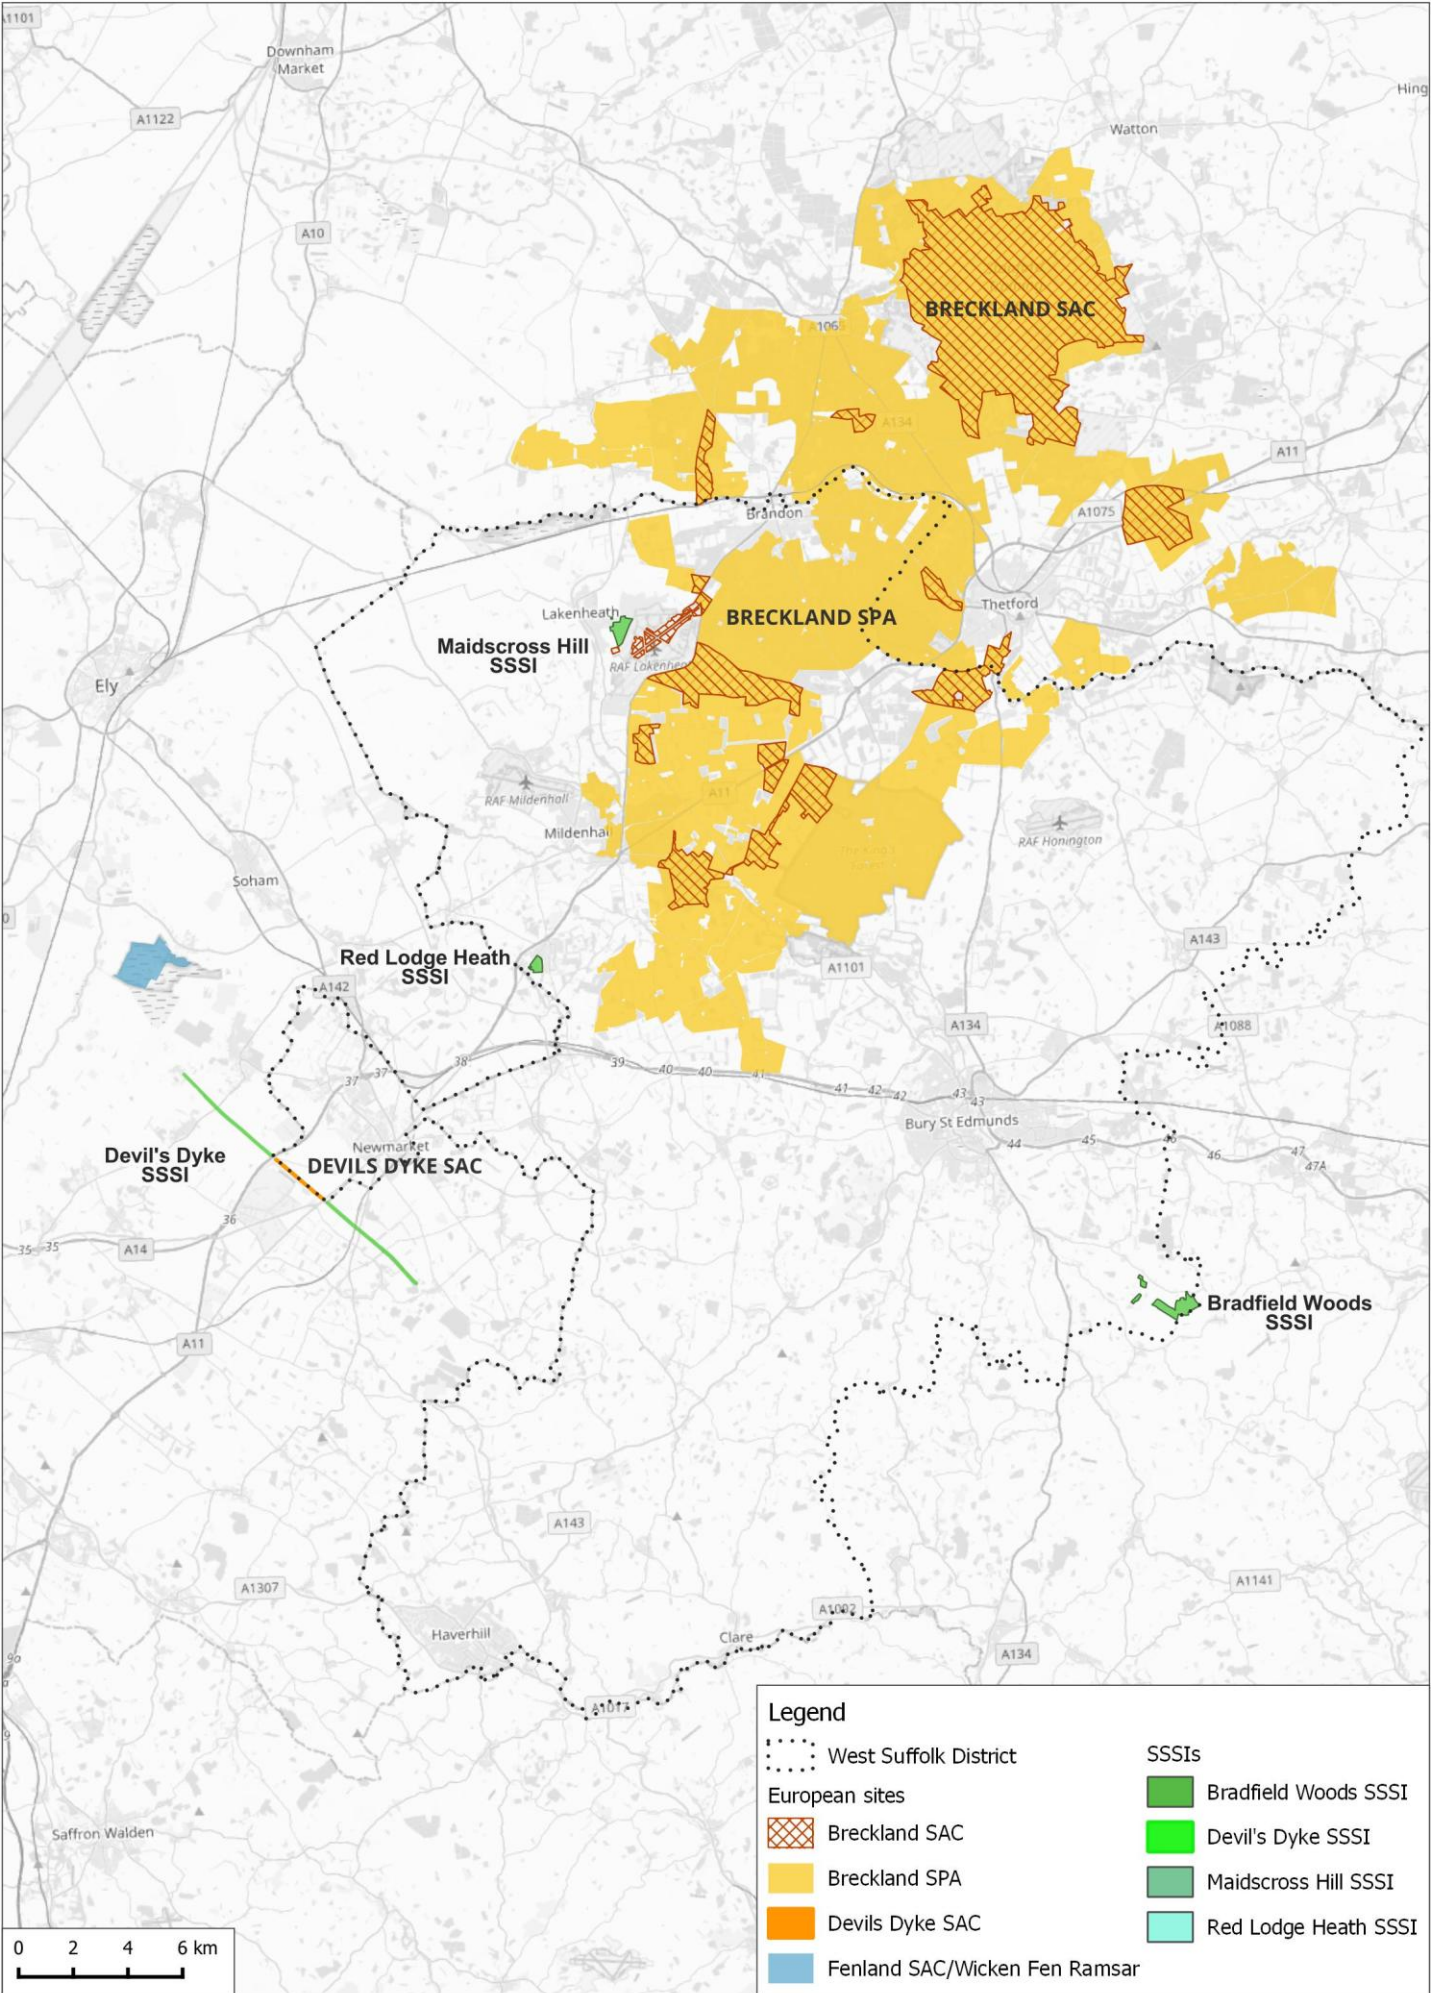 A1101
Downham
Market
Hing
A1122
Watton
A10
BRECKLAND SAC
A1065
A134
A11
A1075
Brandon
Lakenheath
BRECKLAND SPA
Thetford
Maidscross Hill
SSSI
RAF Lakenhea
Ely
RAF Mildenhall
A11
Mildenhal
RAF Honington
Soham
A143
Red Lodge Heath
SSSI
A1101
A142
A134
A1088
38
39
40
40
41
37
37
41
42
42
43
43
Bury St Edmunds
44
45
46
46
47
47A
Newmarket
Devil's Dyke
SSSI
DEVILS DYKE SAC
36
35
35
A14
Bradfield Woods
SSSI
A11
A143
A1307
A1141
A1092
Haverhill
Clare
A134
9a
A1017
Saffron Walden
Legend
West Suffolk District
European sites
Breckland SAC
Breckland SPA
Devils Dyke SAC
Fenland SAC/Wicken Fen Ramsar
SSSIs
Bradfield Woods SSSI
Devil's Dyke SSSI
Maidscross Hill SSSI
Red Lodge Heath SSSI
0 2 4 6 km